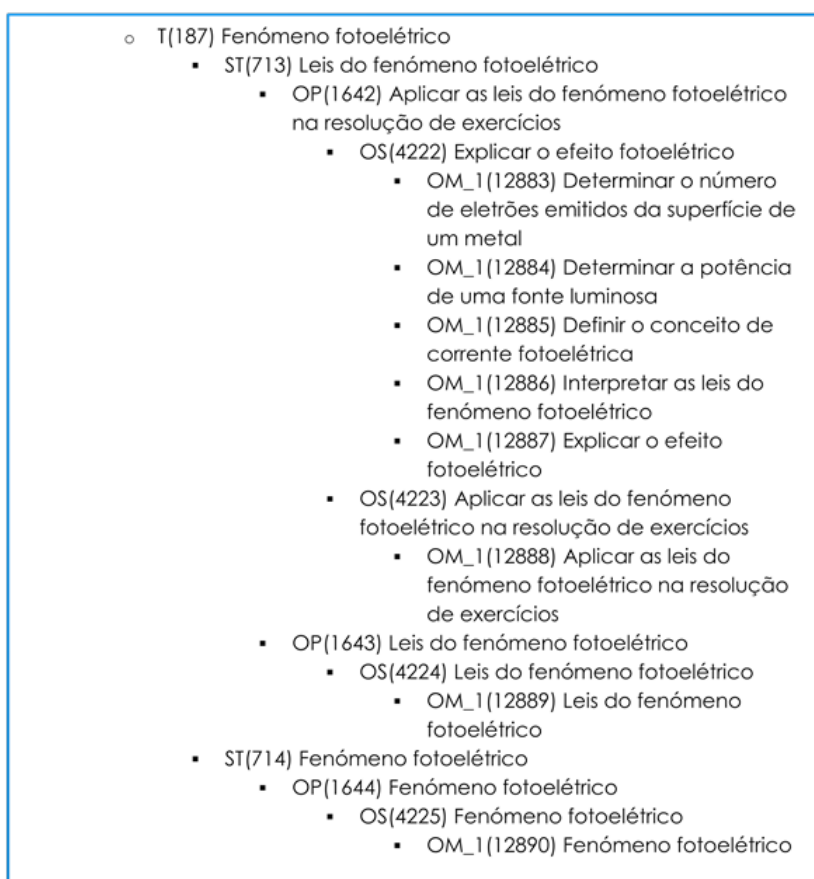 T(187) Fenómeno fotoelétrico
ST(713) Leis do fenómeno fotoelétrico
OP(1642) Aplicar as leis do fenómeno fotoelétrico
na resolução de exercícios
OS(4222) Explicar o efeito fotoelétrico
OM_1(12883) Determinar o número
de eletrões emitidos da superfície de
um metal
OM_1(12884) Determinar a potência
de uma fonte luminosa
OM_1(12885) Definir o conceito de
corrente fotoelétrica
OM_1(12886) Interpretar as leis do
fenómeno fotoelétrico
OM_1(12887) Explicar o efeito
fotoelétrico
OS(4223) Aplicar as leis do fenómeno
fotoelétrico na resolução de exercícios
OM_1(12888) Aplicar as leis do
fenómeno fotoelétrico na resolução
de exercícios
OP(1643) Leis do fenómeno fotoelétrico
OS(4224) Leis do fenómeno fotoelétrico
OM_1(12889) Leis do fenómeno
fotoelétrico
ST(714) Fenómeno fotoelétrico
OP(1644) Fenómeno fotoelétrico
OS(4225) Fenómeno fotoelétrico
OM_1(12890) Fenómeno fotoelétrico